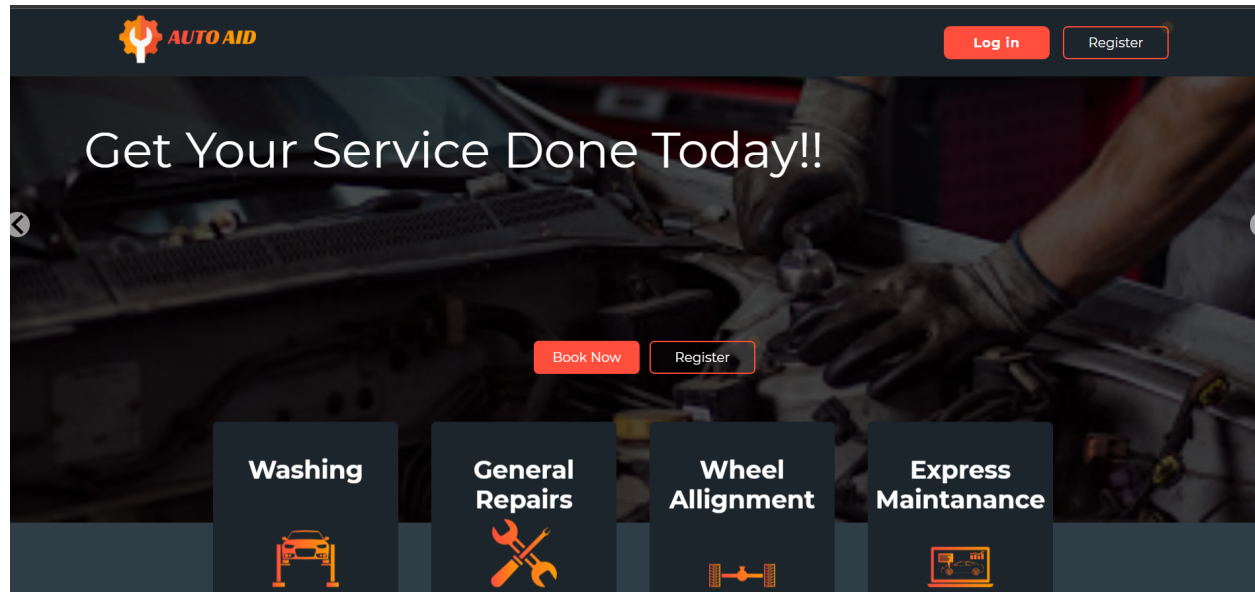 AUTO AID
Log in
Register
Get Your Service Done Today!!
Book Now
Register
Washing
General
Repairs
Wheel
Allignment
Express
Maintanance